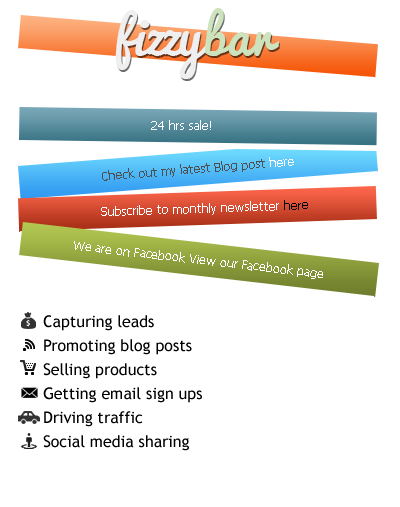 fizzybar
24 hrs sale!
Check out my latest Blog post here
Subscribe to monthly newsletter here
We are on Facebook View our Facebook page
Capturing leads
Promoting blog posts
Selling products
Getting email sign ups
Driving traffic
Social media sharing